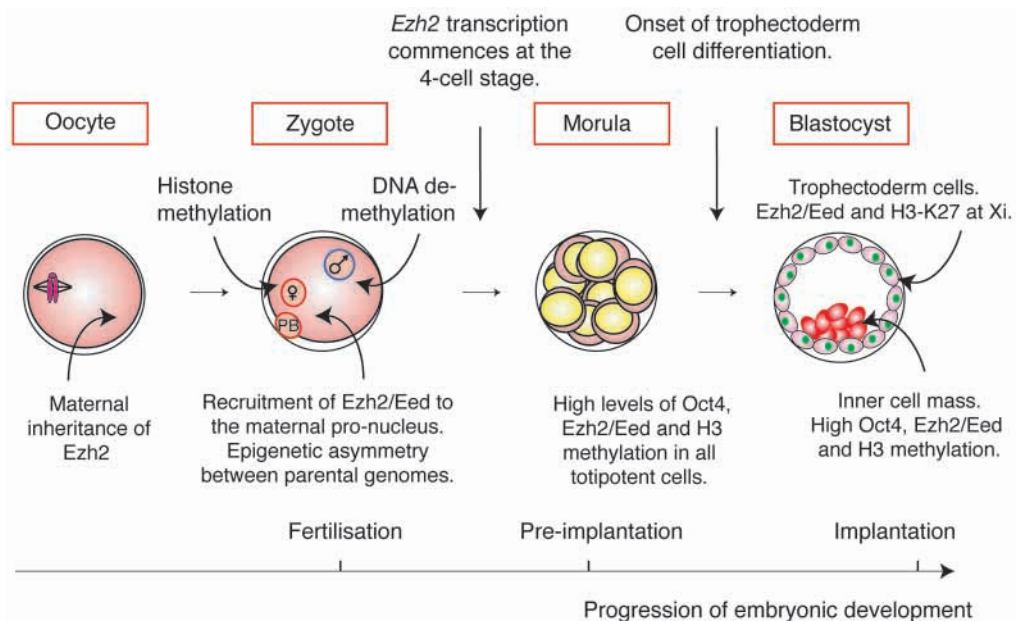 Ezh2 transcription
commences at the
4-cell stage.
Onset of trophectoderm
cell differentiation.
Oocyte
Zygote
Morula
Blastocyst
Histone
methylation
DNA de-
methylation
Trophectoderm cells.
Ezh2/Eed and H3-K27 at Xi.
♂
♀
PB
Maternal
inheritance of
Ezh2
Recruitment of Ezh2/Eed to
the maternal pro-nucleus.
Epigenetic asymmetry
between parental genomes.
High levels of Oct4,
Ezh2/Eed and H3
methylation in all
totipotent cells.
Inner cell mass.
High Oct4, Ezh2/Eed
and H3 methylation.
Fertilisation
Pre-implantation
Implantation
Progression of embryonic development